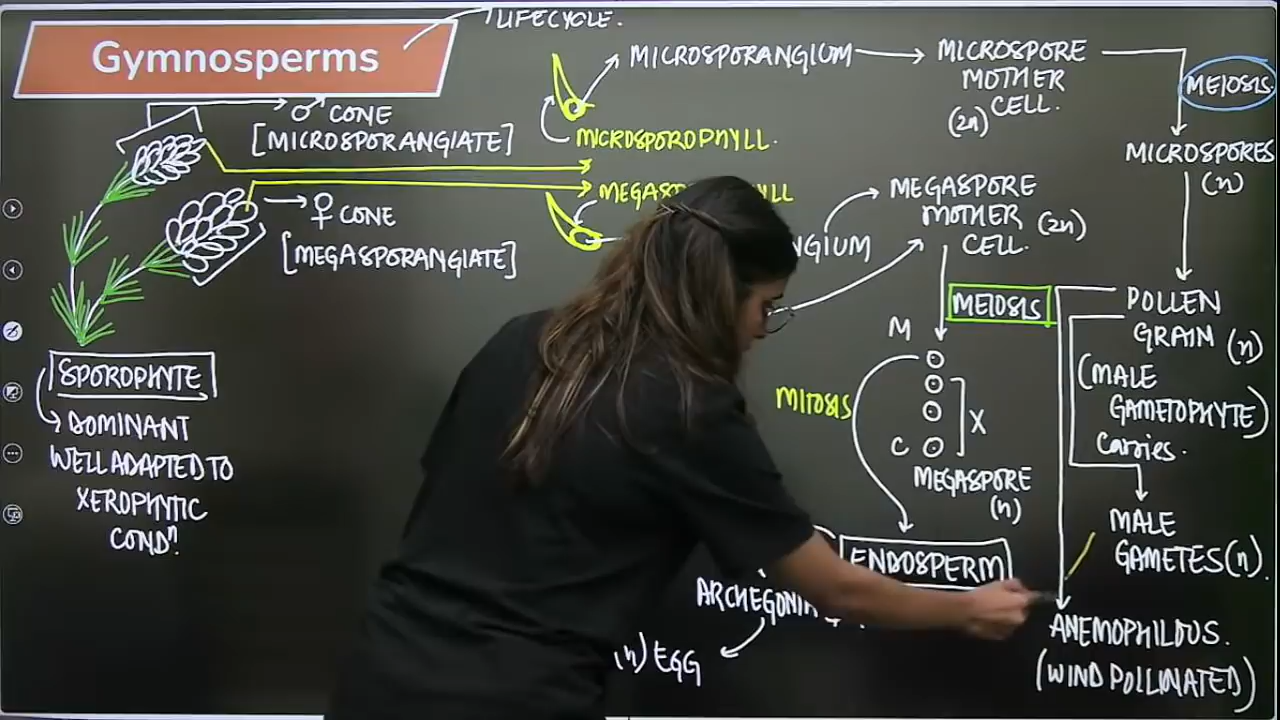 Gymnosperms
LIFECYCLE.
♂ CONE
[MICROSPORANGIATE]
♀ CONE
[MEGASPORANGIATE]
SPOROPHYTE
DOMINANT
WELL ADAPTED TO
XEROPHYTIC
CONDⁿ.
MICROSPORANGIUM
MICROSPOROPHYLL.
MICROSPORE
MOTHER
CELL.
(2n)
MEIOSIS
MICROSPORES
(n)
POLLEN
GRAIN (n)
(MALE
GAMETOPHYTE)
Carries.
MALE
GAMETES(n).
ANEMOPHILOUS.
(WIND POLLINATED)
MEGASPORE
MOTHER (2n)
CELL.
MEIOSIS
M
C
X
MEGASPORE
(n)
MITOSIS
ENDOSPERM
(n) EGG